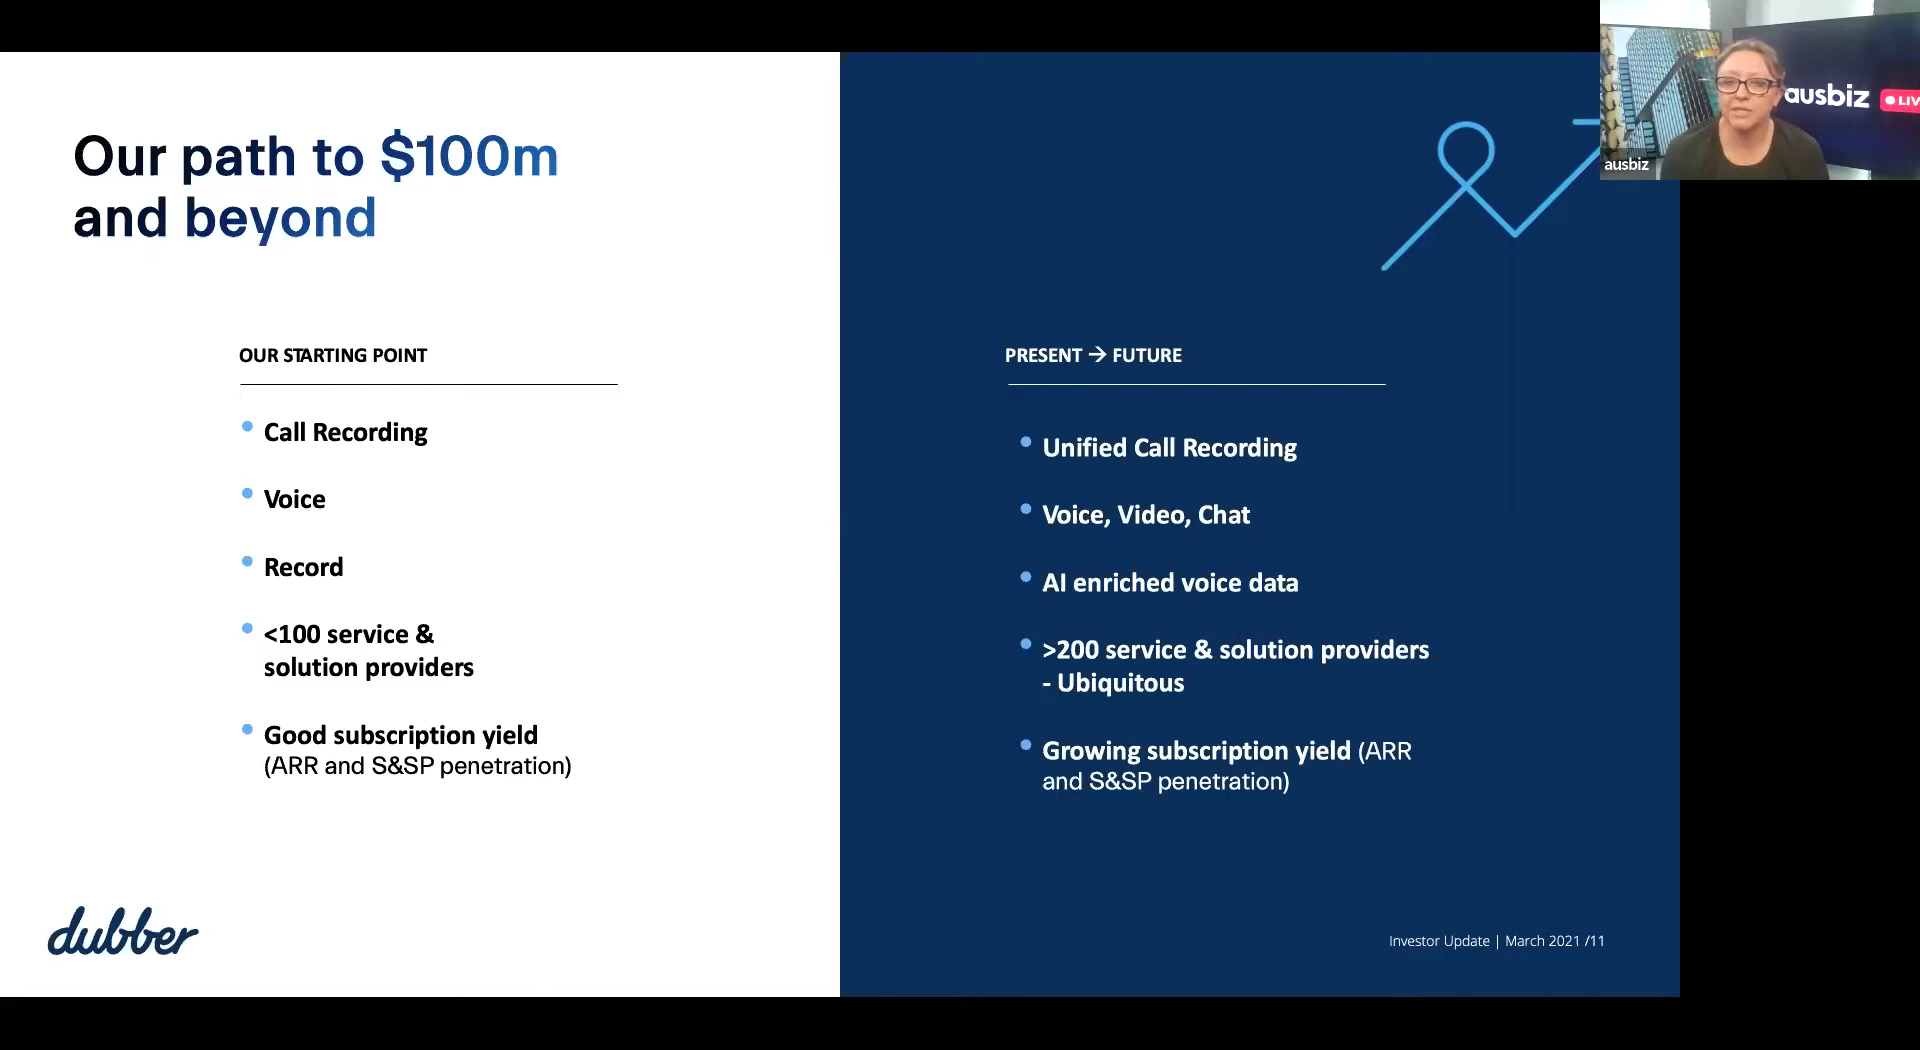 Our path to $100m
and beyond
OUR STARTING POINT
• Call Recording
• Voice
• Record
• <100 service &
solution providers
• Good subscription yield
(ARR and S&SP penetration)
dubber
PRESENT → FUTURE
• Unified Call Recording
• Voice, Video, Chat
• AI enriched voice data
• >200 service & solution providers
- Ubiquitous
• Growing subscription yield (ARR
and S&SP penetration)
Investor Update | March 2021 /11
ausbiz LIV
ausbiz